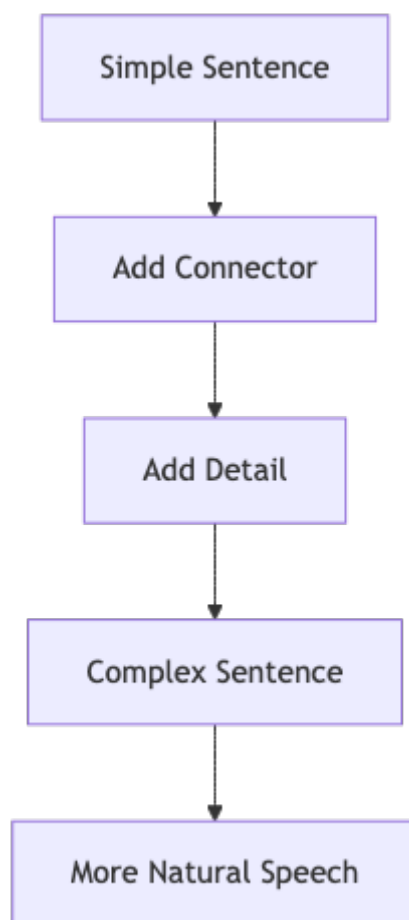 Simple Sentence
Add Connector
Add Detail
Complex Sentence
More Natural Speech